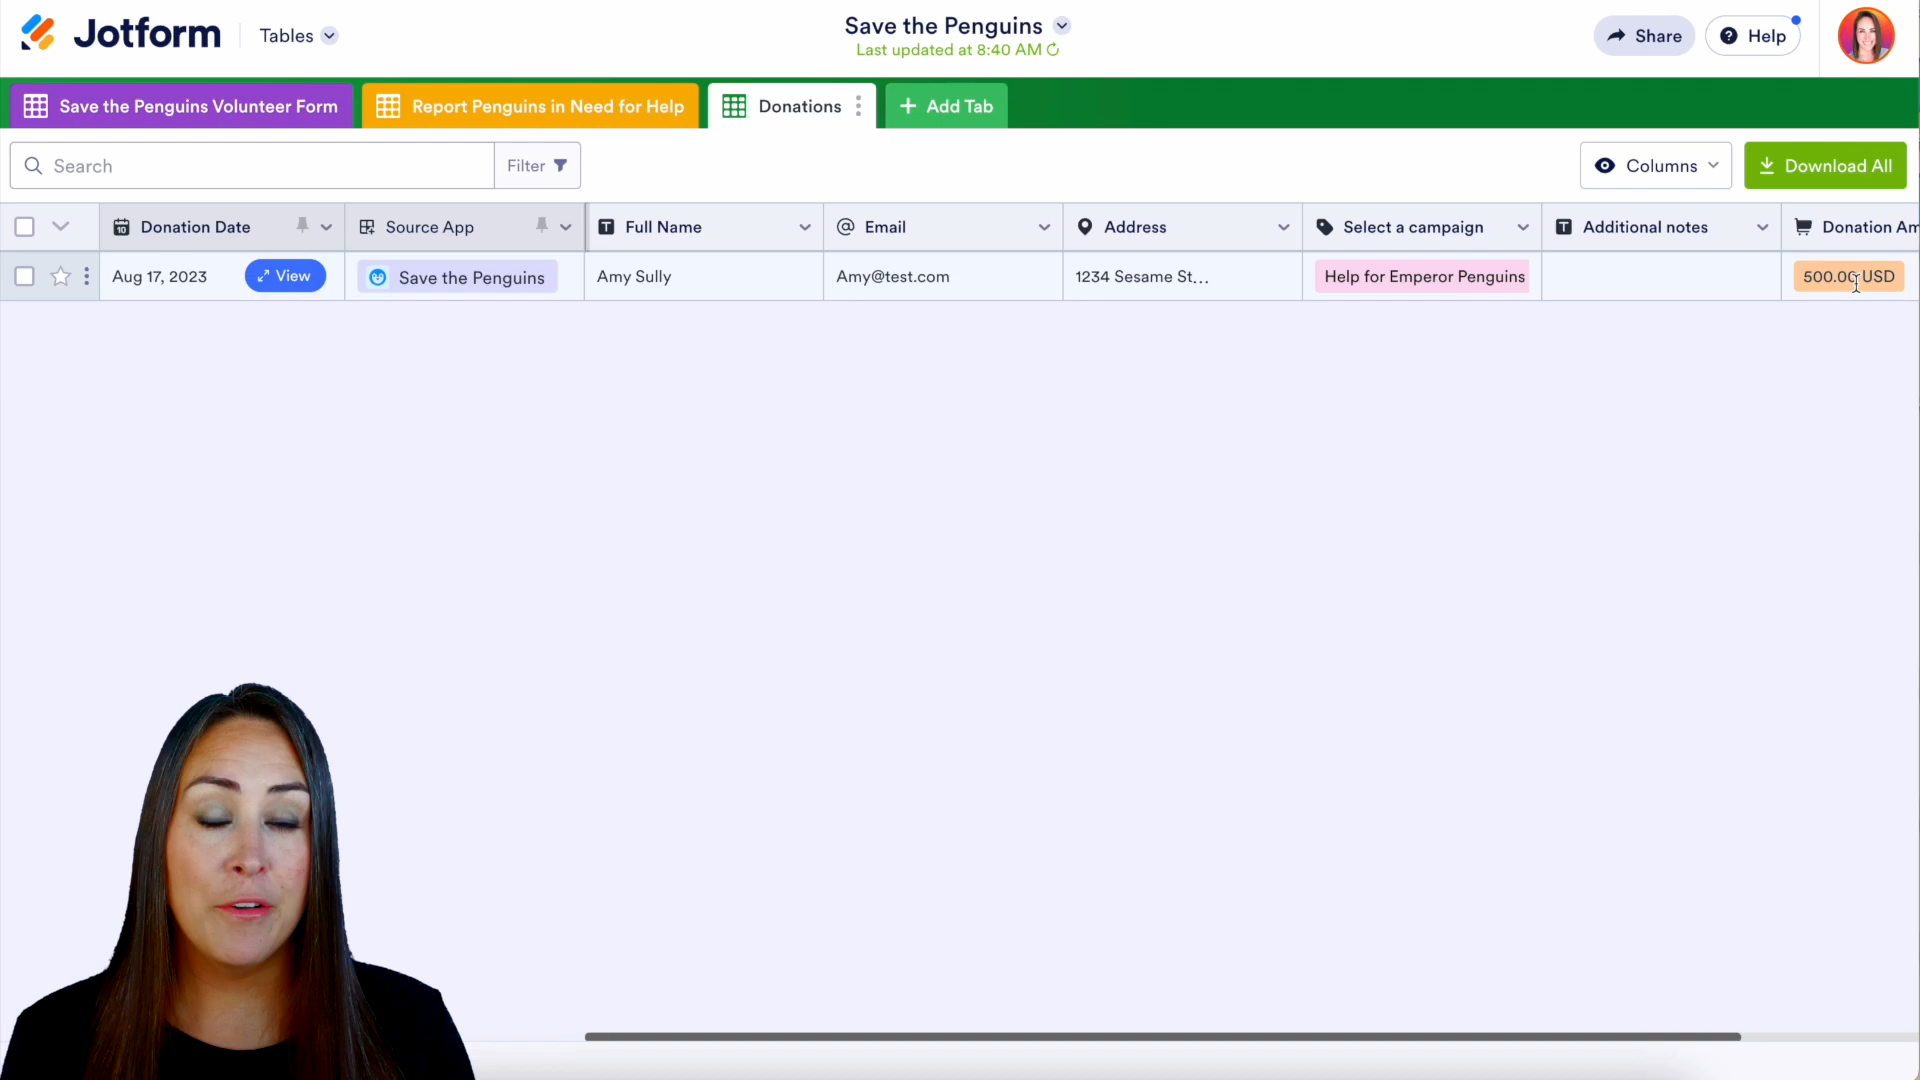 Jotform
Tables
Save the Penguins
Last updated at 8:40 AM
Share
Help
Save the Penguins Volunteer Form
Report Penguins in Need for Help
Donations
+ Add Tab
Search
Filter
Columns
Download All
Donation Date
Source App
Full Name
Email
Address
Select a campaign
Additional notes
Donation Am
Aug 17, 2023
View
Save the Penguins
Amy Sully
Amy@test.com
1234 Sesame St...
Help for Emperor Penguins
500.00 USD